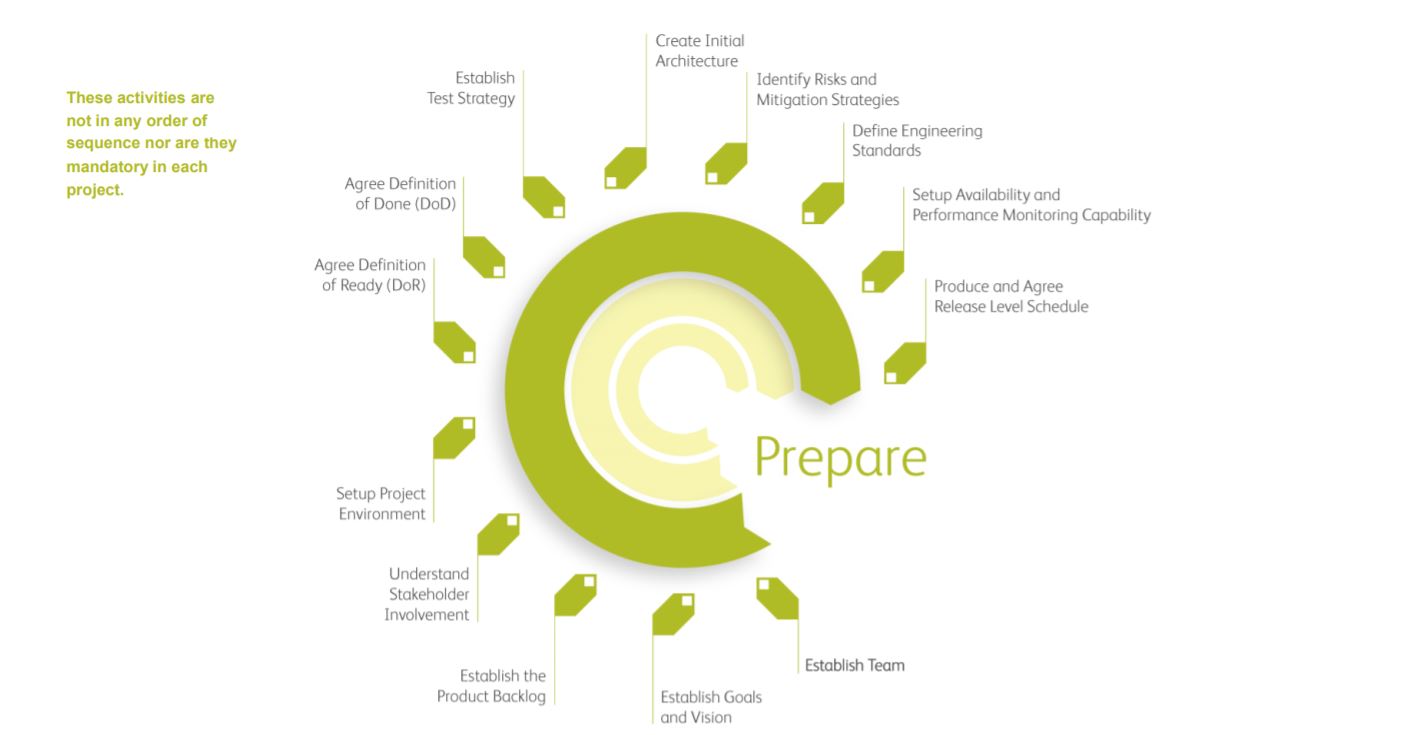 These activities are
not in any order of
sequence nor are they
mandatory in each
project.
Create Initial
Architecture
Establish
Test Strategy
Identify Risks and
Mitigation Strategies
Define Engineering
Standards
Agree Definition
of Done (DoD)
Setup Availability and
Performance Monitoring Capability
Agree Definition
of Ready (DoR)
Produce and Agree
Release Level Schedule
Prepare
Setup Project
Environment
Understand
Stakeholder
Involvement
Establish the
Product Backlog
Establish Goals
and Vision
Establish Team